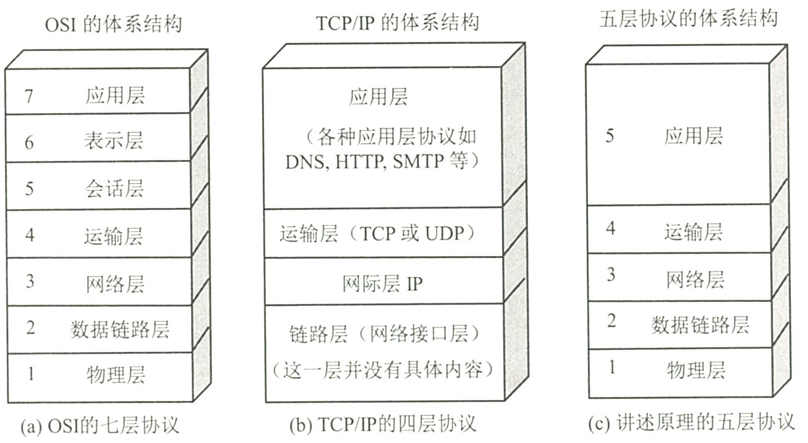 OSI 的体系结构
7 应用层
6 表示层
5 会话层
4 运输层
3 网络层
2 数据链路层
1 物理层
(a) OSI的七层协议
TCP/IP 的体系结构
应用层
(各种应用层协议如
DNS, HTTP, SMTP 等)
运输层（TCP 或 UDP）
网际层 IP
链路层（网络接口层）
(这一层并没有具体内容)
(b) TCP/IP的四层协议
五层协议的体系结构
5 应用层
4 运输层
3 网络层
2 数据链路层
1 物理层
(c) 讲述原理的五层协议